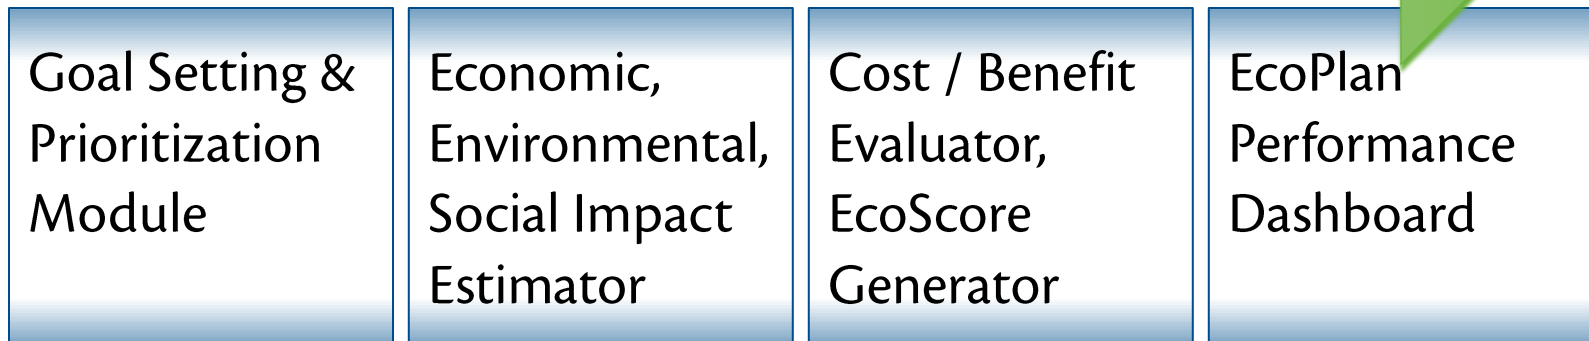 Goal Setting &
Prioritization
Module
Economic,
Environmental,
Social Impact
Estimator
Cost / Benefit
Evaluator,
EcoScore
Generator
EcoPlan
Performance
Dashboard